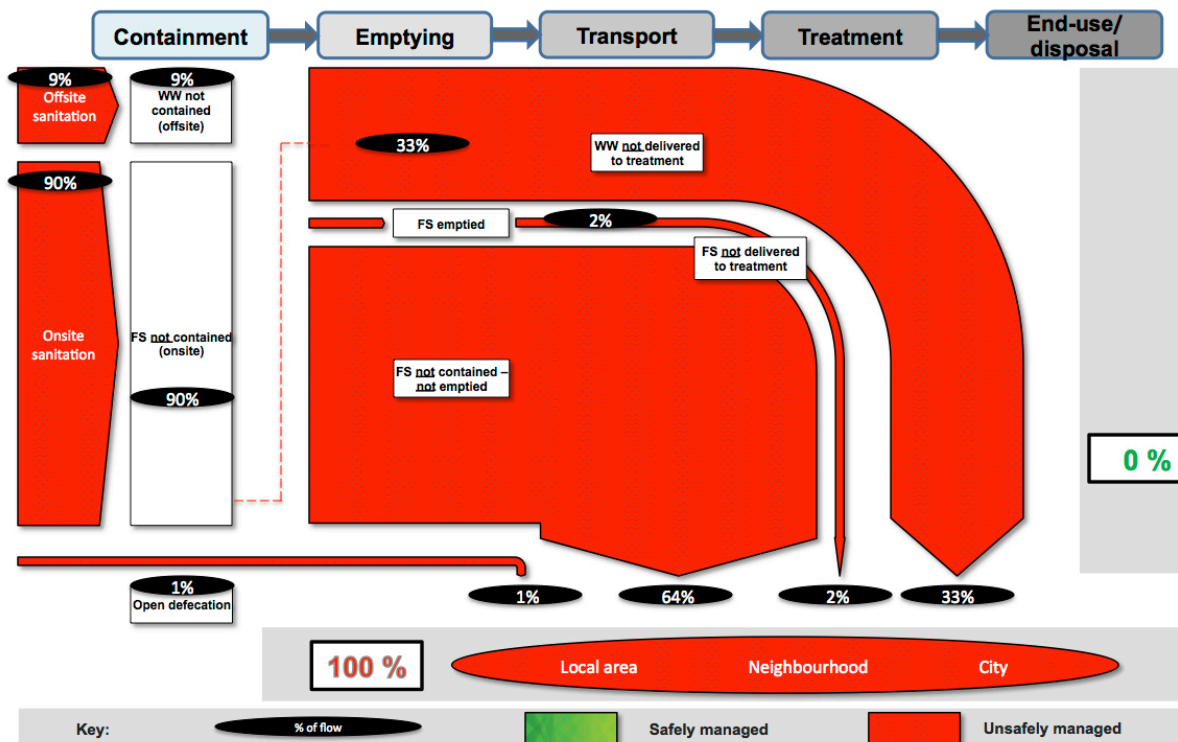 Containment
Emptying
Transport
Treatment
End-use/
disposal
9%
Offsite
sanitation
9%
WW not
contained
(offsite)
33%
WW not delivered
to treatment
90%
FS emptied
2%
FS not delivered
to treatment
Onsite
sanitation
FS not contained
(onsite)
90%
FS not contained –
not emptied
0 %
1%
Open defecation
1%
64%
2%
33%
100 %
Local area
Neighbourhood
City
Key:
% of flow
Safely managed
Unsafely managed